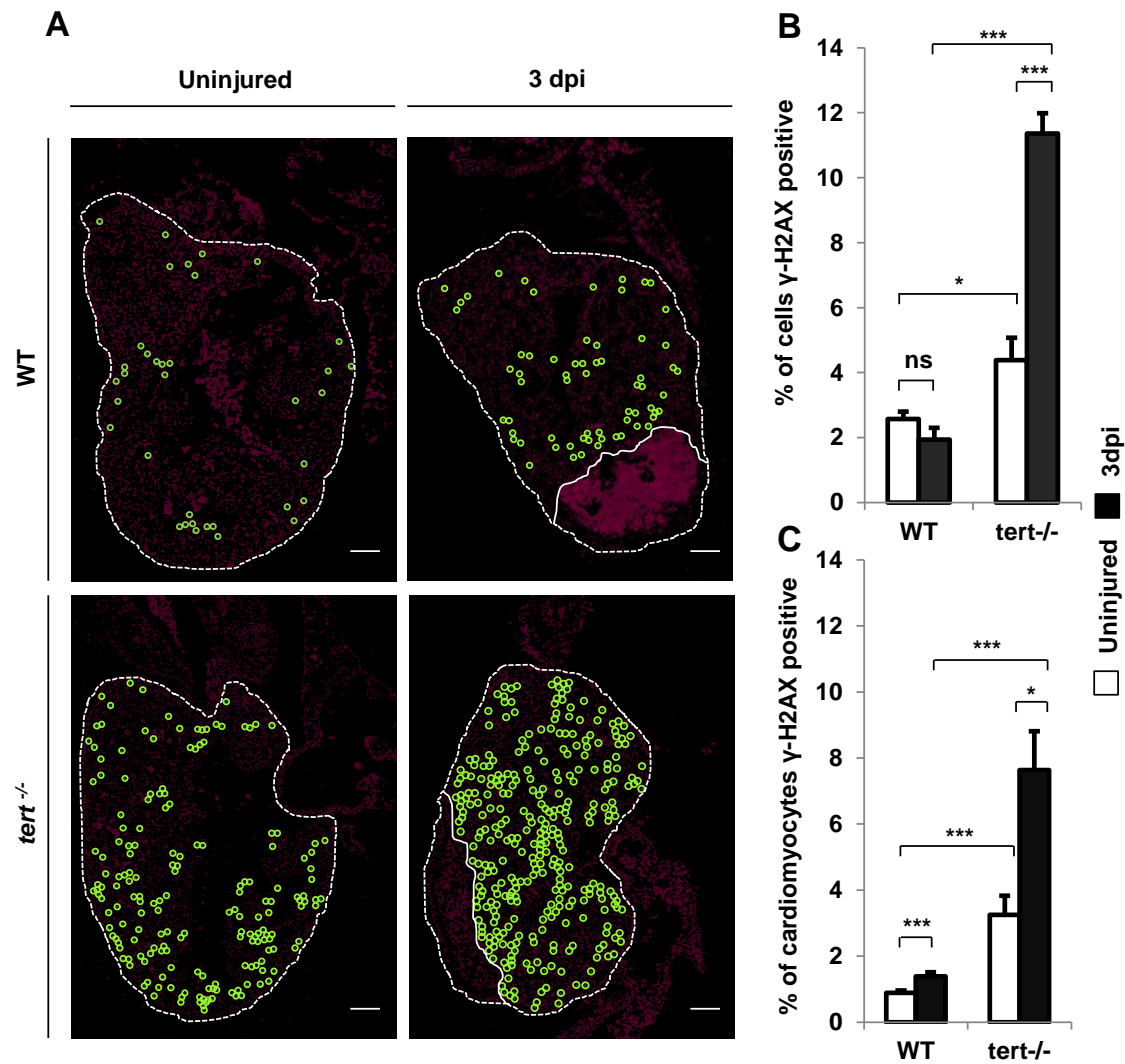 A
Uninjured
3 dpi
WT
tert -/-
B
% of cells γ-H2AX positive
14
12
10
8
6
4
2
0
***
***
*
ns
WT
tert-/-
C
% of cardiomyocytes γ-H2AX positive
14
12
10
8
6
4
2
0
***
*
***
***
WT
tert-/-
Uninjured
3dpi